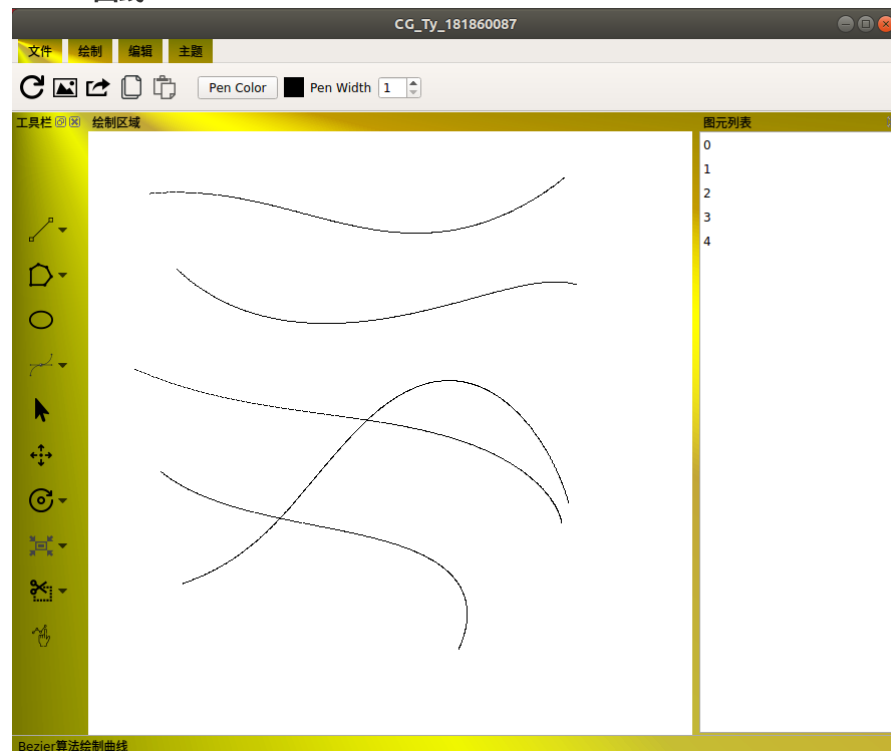 CG_Ty_181860087
文件 绘制 编辑 主题
Pen Color Pen Width 1
工具栏 绘制区域 图元列表
0
1
2
3
4
Bezier算法绘制曲线